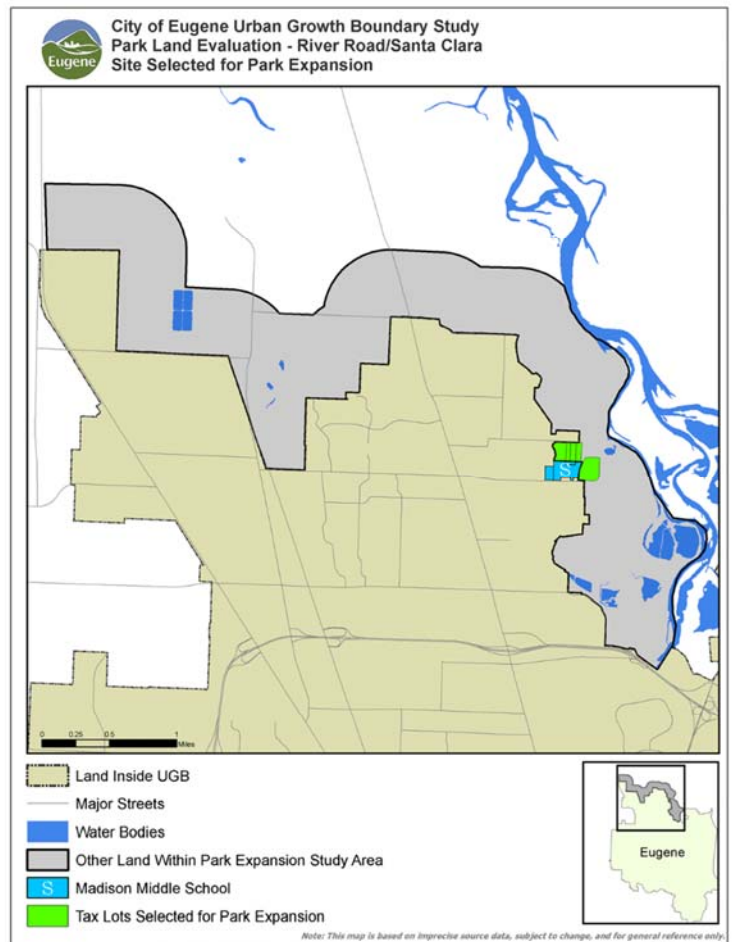 City of Eugene Urban Growth Boundary Study
Park Land Evaluation - River Road/Santa Clara
Site Selected for Park Expansion
Eugene
S
0 0.25 0.5 1
Miles
Land Inside UGB
Major Streets
Water Bodies
Other Land Within Park Expansion Study Area
S Madison Middle School
Tax Lots Selected for Park Expansion
Eugene
Note: This map is based on imprecise source data, subject to change, and for general reference only.